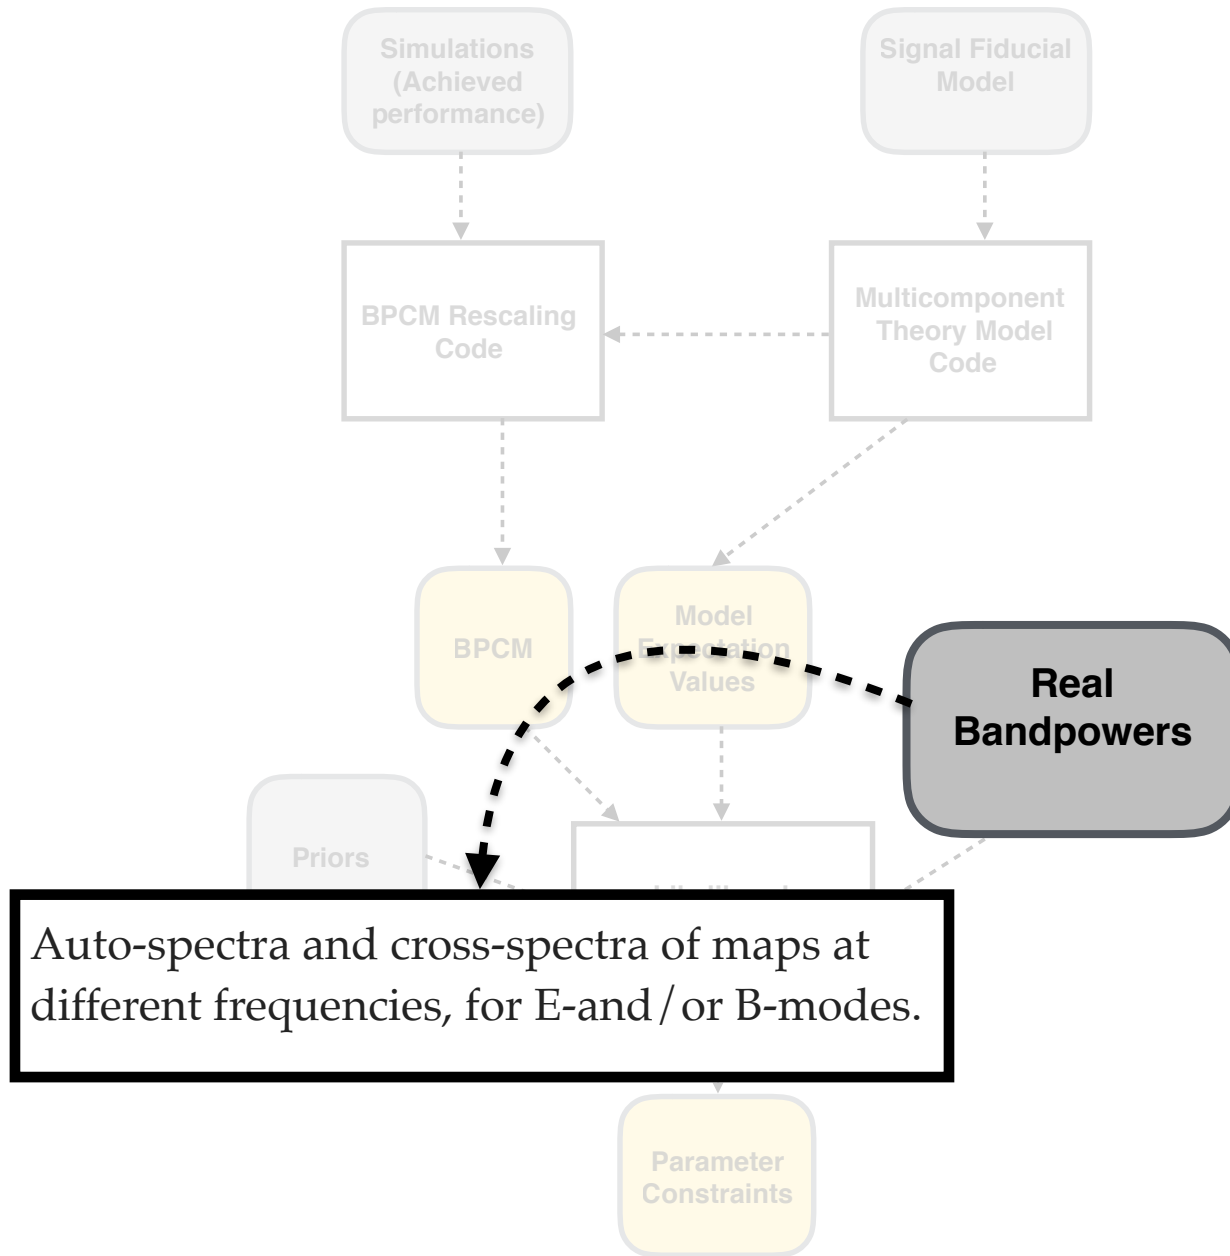 Simulations
(Achieved
performance)
Signal Fiducial
Model
BPCM Rescaling
Code
Multicomponent
Theory Model
Code
BPCM
Model
Expectation
Values
Real
Bandpowers
Priors
Auto-spectra and cross-spectra of maps at
different frequencies, for E-and/or B-modes.
Parameter
Constraints